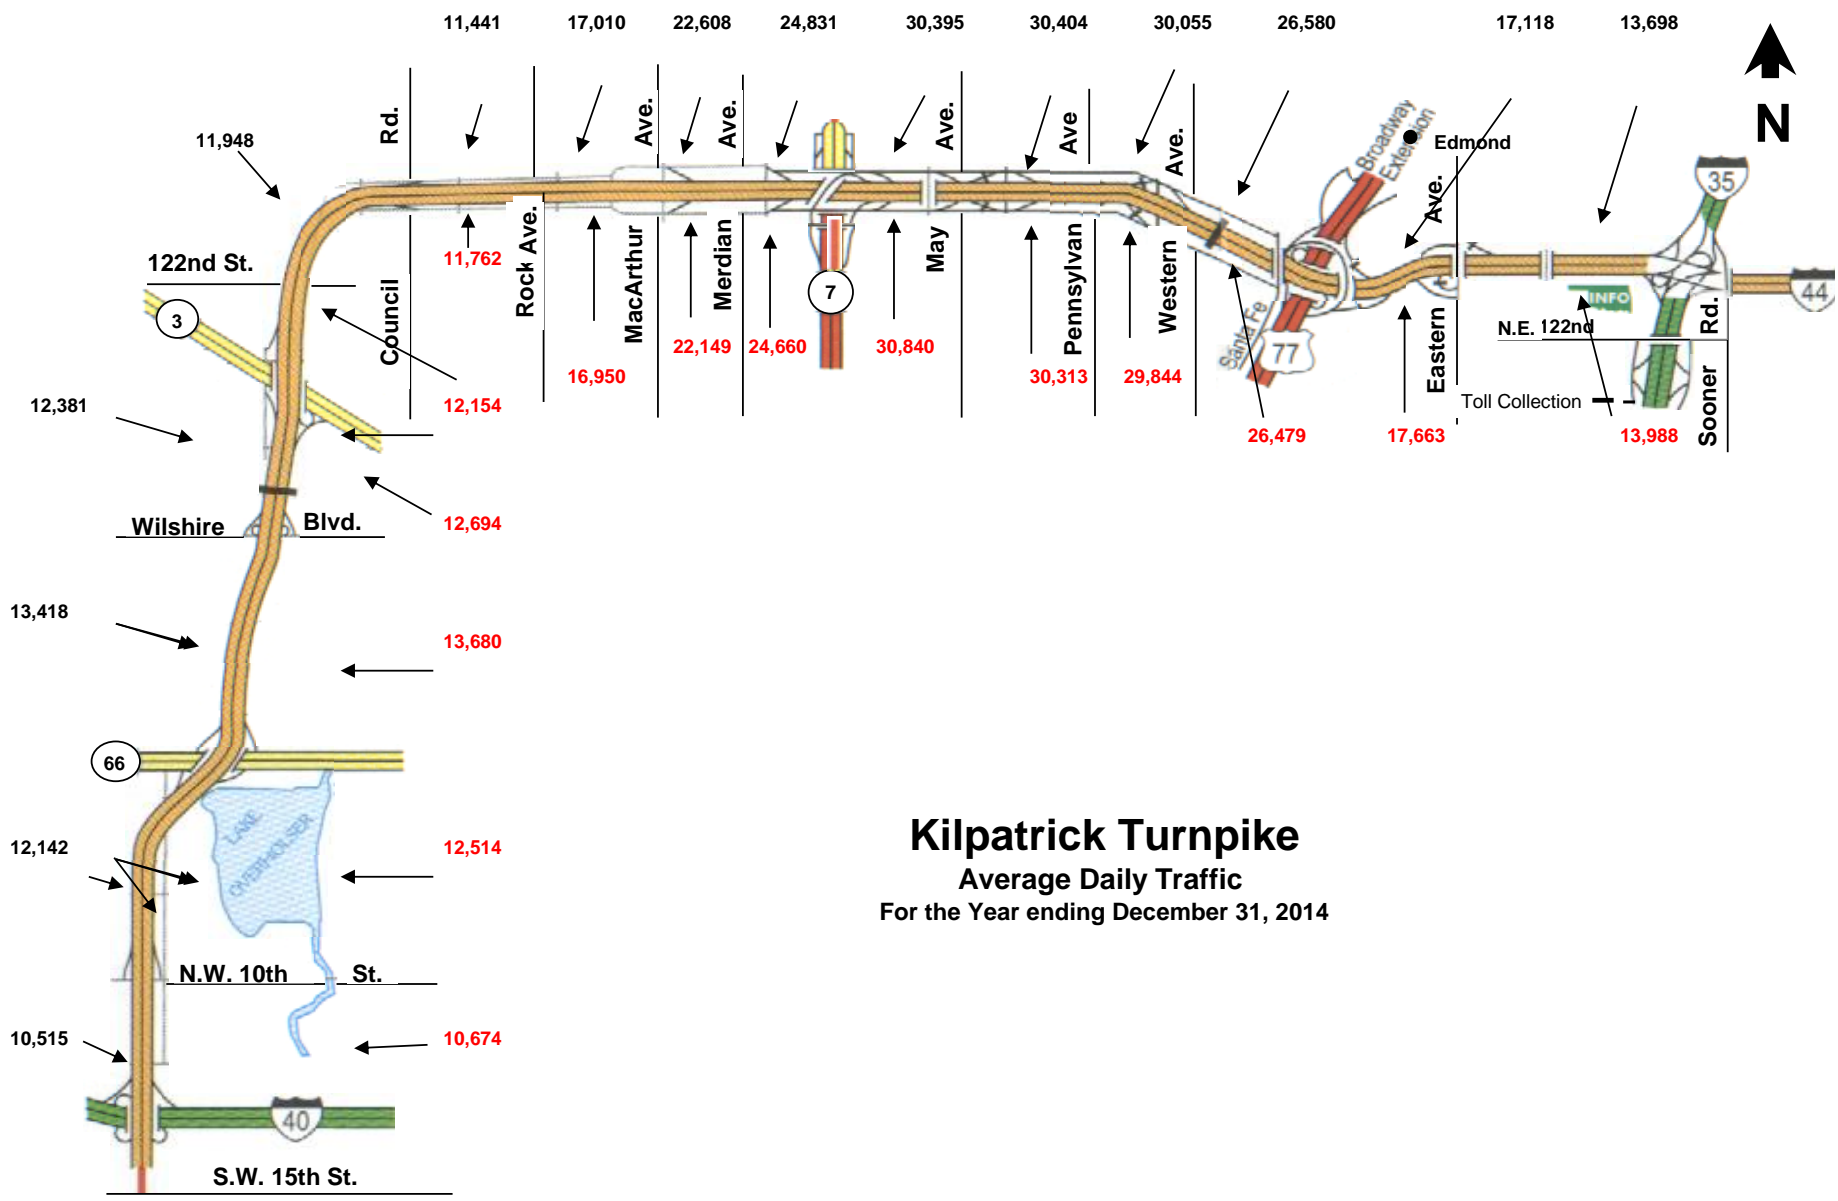 11,441 17,010 22,608 24,831 30,395 30,404 30,055 26,580 17,118 13,698
N
11,948
Council Rd.
Rock Ave.
MacArthur Ave.
Merdian Ave.
May Ave.
Pennsylvan Ave
Western Ave.
Broadway
Extension
Edmond
Eastern Ave.
35
44
122nd St.
3
7
11,762
16,950
22,149
24,660
30,840
30,313
29,844
26,479
17,663
13,988
Santa Fe
77
INFO
N.E. 122nd
Sooner Rd.
Toll Collection
12,381
12,154
12,694
Wilshire Blvd.
13,418
13,680
66
LAKE
OVERHOLSER
12,142
12,514
Kilpatrick Turnpike
Average Daily Traffic
For the Year ending December 31, 2014
N.W. 10th St.
10,515
10,674
40
S.W. 15th St.